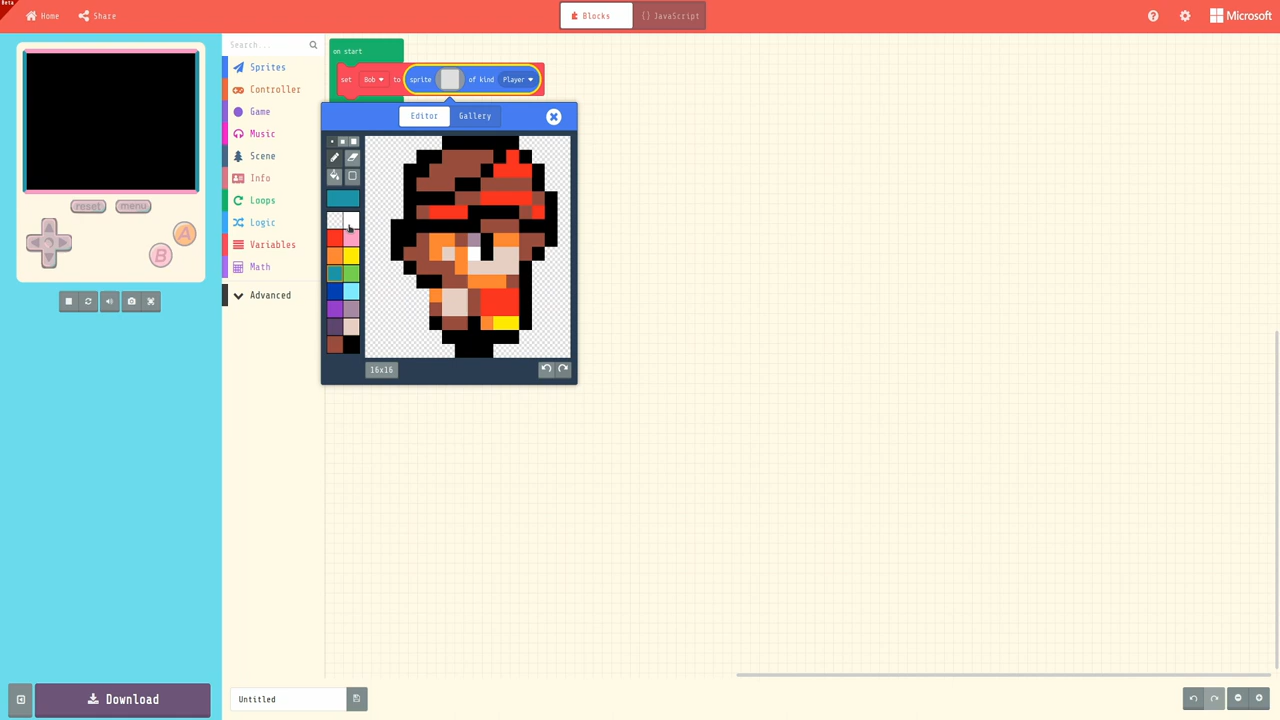 Beta
Home
Share
Blocks
{} JavaScript
Microsoft
Search...
Sprites
Controller
Game
Music
Scene
Info
Loops
Logic
Variables
Math
Advanced
on start
set Bob to sprite of kind Player
Editor
Gallery
16x16
reset
menu
A
B
Download
Untitled